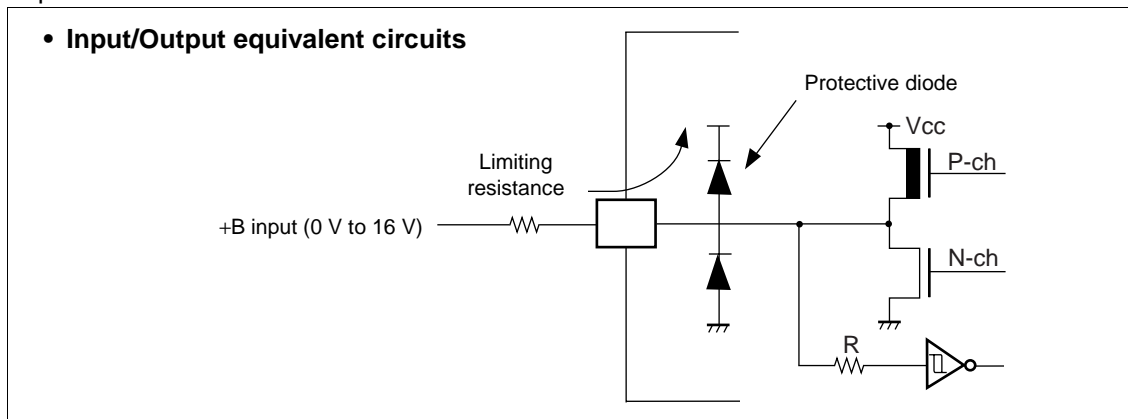 • Input/Output equivalent circuits
Protective diode
Vcc
P-ch
Limiting
resistance
+B input (0 V to 16 V)
N-ch
R